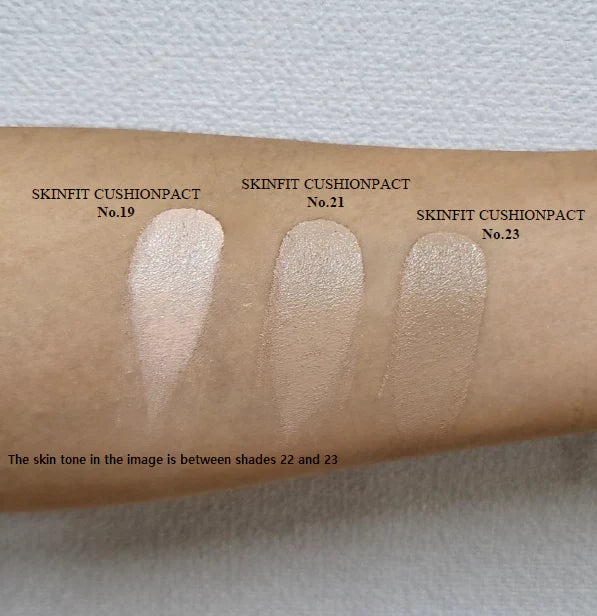 SKINFIT CUSHIONPACT
No.19
SKINFIT CUSHIONPACT
No.21
SKINFIT CUSHIONPACT
No.23
The skin tone in the image is between shades 22 and 23